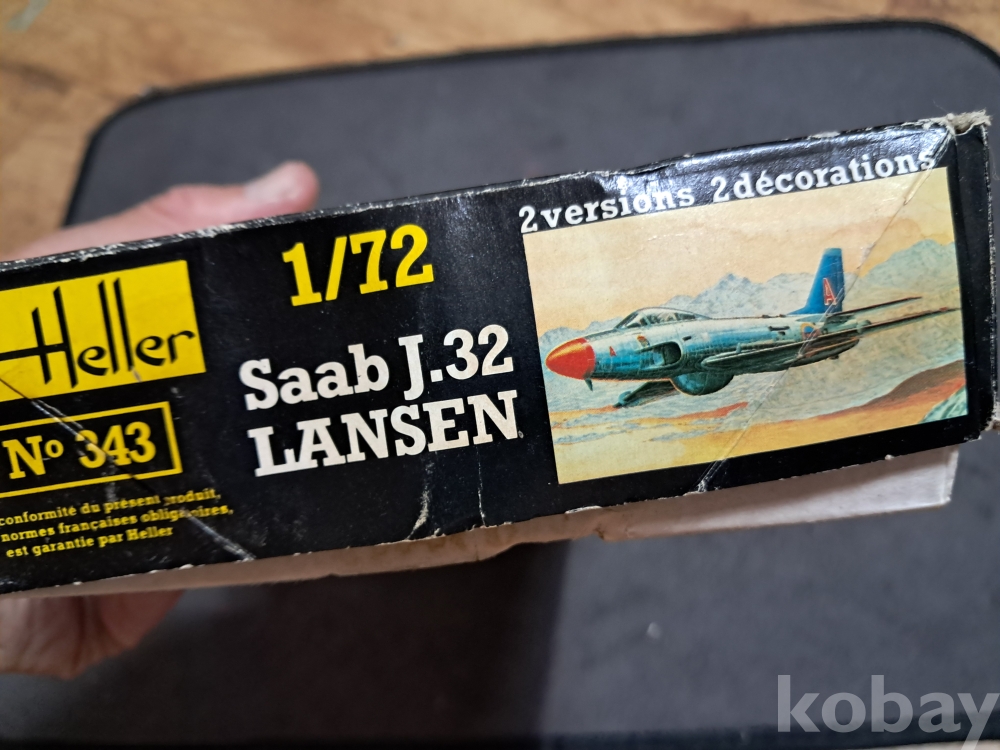 2versions 2décorations
1/72
Heller
Saab J.32
LANSEN
Nº 343
conformité du présent produit,
normes françaises obligatoires,
est garantie par Heller
A
kobay